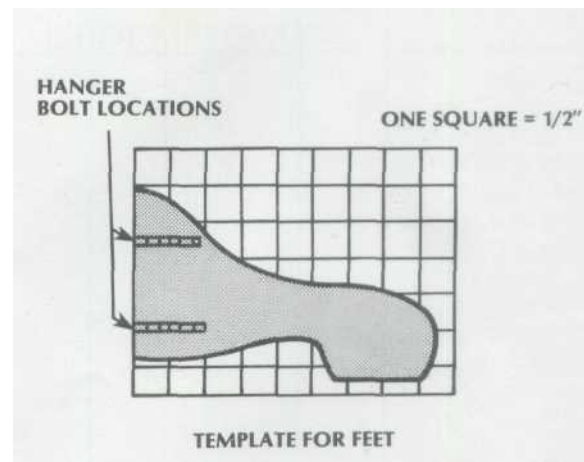 HANGER
BOLT LOCATIONS
ONE SQUARE = 1/2"
TEMPLATE FOR FEET